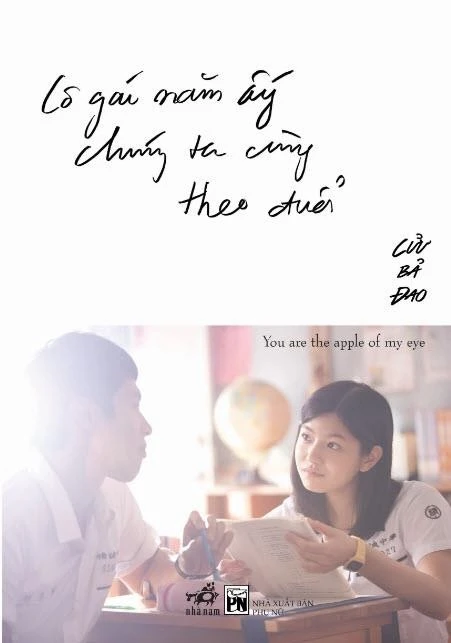 Cô gái năm ấy
chúng ta cùng
theo đuổi
CỬU
BẢ
ĐAO
You are the apple of my eye
nhã nam
PN
NHÀ XUẤT BẢN
PHỤ NỮ